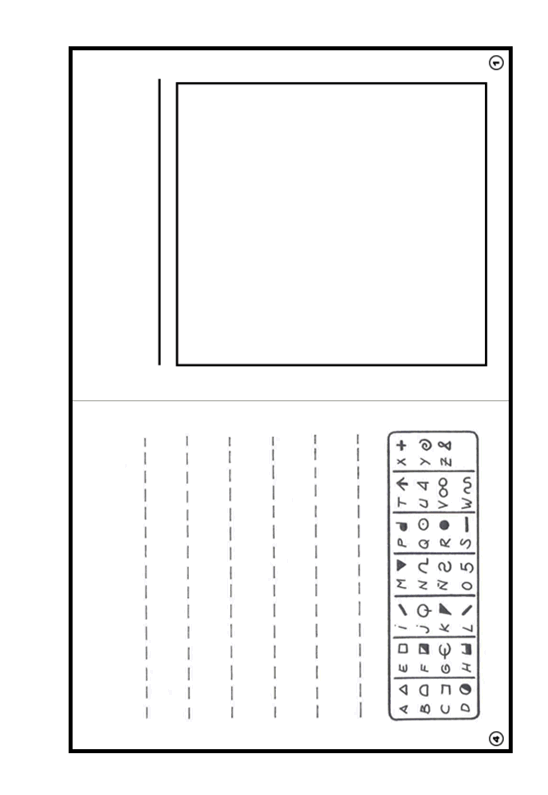 A E i M P T X
B F j N Q U Y
C G K Ñ R V Z
D H L O S W
4
1